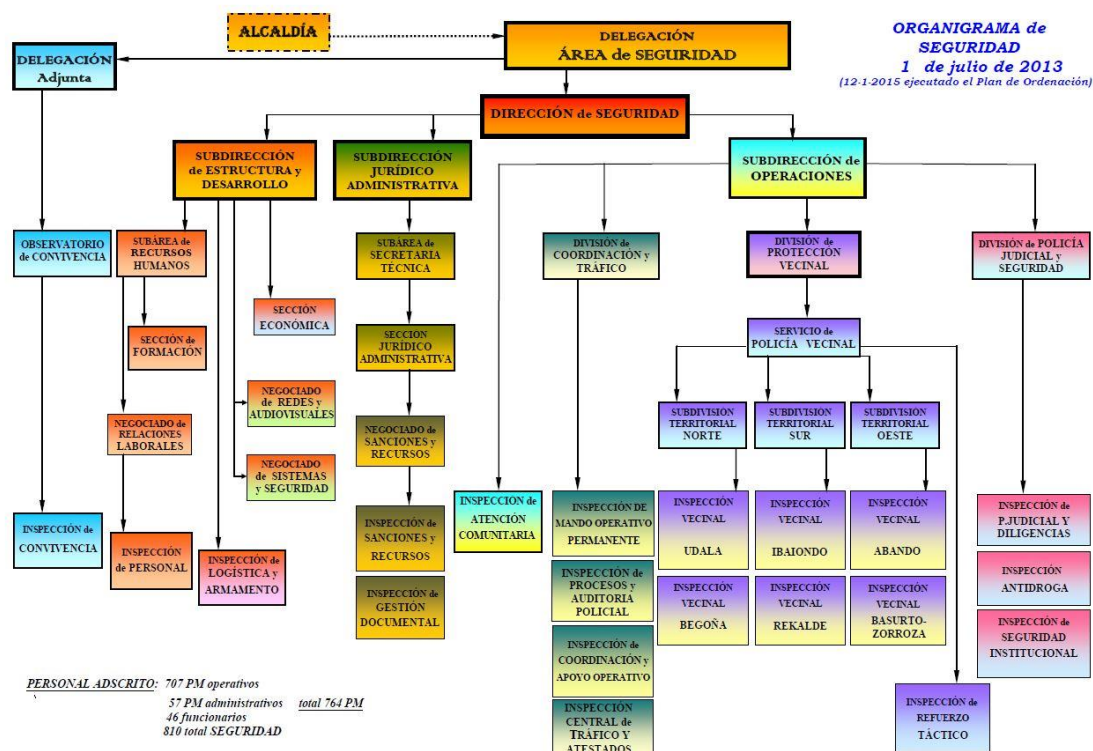 ALCALDÍA
DELEGACIÓN
ÁREA de SEGURIDAD
ORGANIGRAMA de
SEGURIDAD
1 de julio de 2013
(12-1-2015 ejecutado el Plan de Ordenación)
DELEGACIÓN
Adjunta
DIRECCIÓN de SEGURIDAD
SUBDIRECCIÓN
de ESTRUCTURA y
DESARROLLO
SUBDIRECCIÓN
JURÍDICO
ADMINISTRATIVA
SUBDIRECCIÓN de
OPERACIONES
OBSERVATORIO
de CONVIVENCIA
SUBÁREA de
RECURSOS
HUMANOS
SUBÁREA de
SECRETARIA
TÉCNICA
DIVISIÓN de
COORDINACIÓN y
TRÁFICO
DIVISIÓN de
PROTECCIÓN
VECINAL
DIVISIÓN de POLICÍA
JUDICIAL y
SEGURIDAD
SECCIÓN
ECONÓMICA
SECCIÓN de
FORMACIÓN
SECCION
JURÍDICO
ADMINISTRATIVA
SERVICIO de
POLICÍA VECINAL
NEGOCIADO
de REDES y
AUDIOVISUALES
NEGOCIADO de
RELACIONES
LABORALES
NEGOCIADO de
SANCIONES y
RECURSOS
SUBDIVISIÓN
TERRITORIAL
NORTE
SUBDIVISIÓN
TERRITORIAL
SUR
SUBDIVISIÓN
TERRITORIAL
OESTE
NEGOCIADO
de SISTEMAS
y SEGURIDAD
INSPECCIÓN de
CONVIVENCIA
INSPECCIÓN
de PERSONAL
INSPECCIÓN de
LOGÍSTICA y
ARMAMENTO
INSPECCIÓN de
SANCIONES y
RECURSOS
INSPECCIÓN de
GESTIÓN
DOCUMENTAL
INSPECCIÓN de
ATENCIÓN
COMUNITARIA
INSPECCIÓN DE
MANDO OPERATIVO
PERMANENTE
INSPECCIÓN de
PROCESOS y
AUDITORIA
POLICIAL
INSPECCIÓN de
COORDINACIÓN y
APOYO OPERATIVO
INSPECCIÓN
CENTRAL de
TRÁFICO y
ATESTADOS
INSPECCIÓN
VECINAL
UDALA
INSPECCIÓN
VECINAL
IBAIONDO
INSPECCIÓN
VECINAL
ABANDO
INSPECCIÓN
VECINAL
BEGOÑA
INSPECCIÓN
VECINAL
REKALDE
INSPECCIÓN
VECINAL
BASURTO-
ZORROZA
INSPECCIÓN de
P.JUDICIAL Y
DILIGENCIAS
INSPECCIÓN
ANTIDROGA
INSPECCIÓN de
SEGURIDAD
INSTITUCIONAL
INSPECCIÓN de
REFUERZO
TÁCTICO
PERSONAL ADSCRITO: 707 PM operativos
57 PM administrativos total 764 PM
46 funcionarios
810 total SEGURIDAD